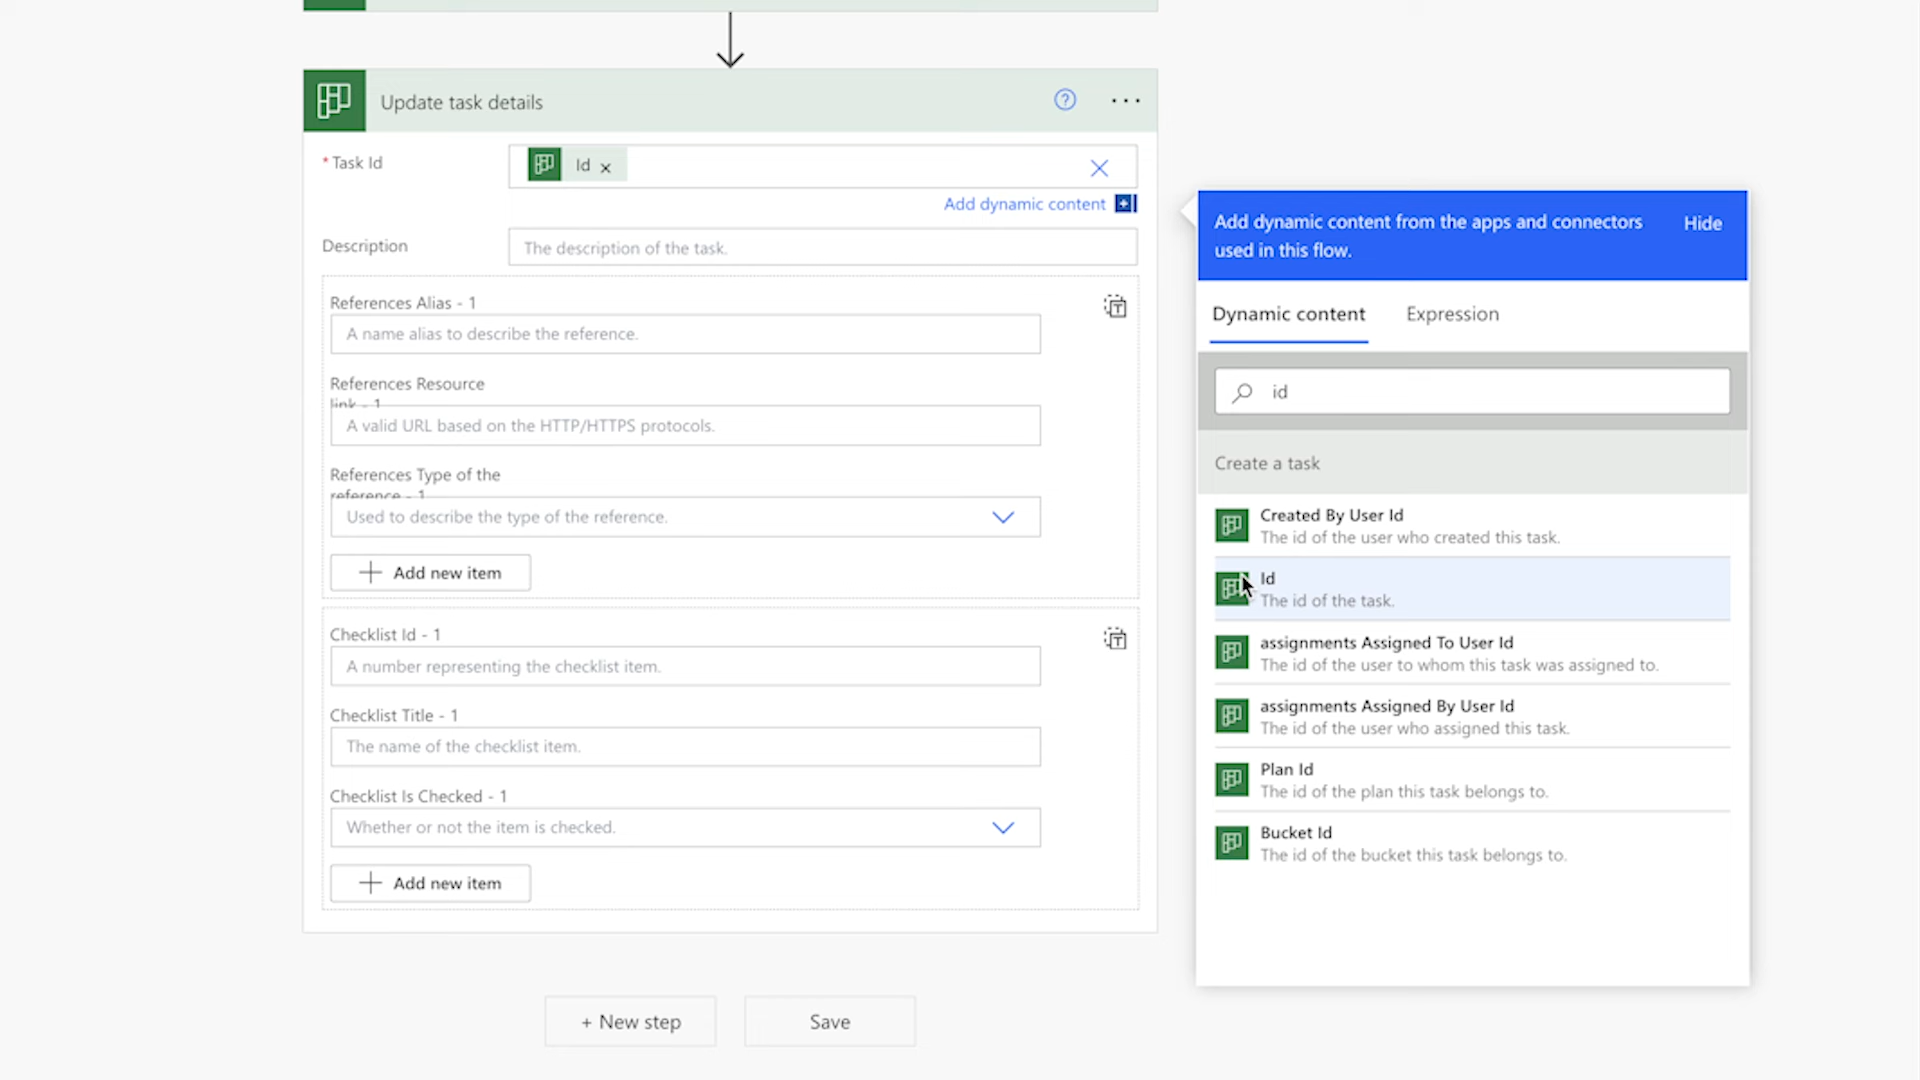 Update task details
* Task Id
Id
Add dynamic content
Description
The description of the task.
References Alias - 1
A name alias to describe the reference.
References Resource
link - 1
A valid URL based on the HTTP/HTTPS protocols.
References Type of the
reference - 1
Used to describe the type of the reference.
Add new item
Checklist Id - 1
A number representing the checklist item.
Checklist Title - 1
The name of the checklist item.
Checklist Is Checked - 1
Whether or not the item is checked.
Add new item
+ New step
Save
Add dynamic content from the apps and connectors
used in this flow.
Hide
Dynamic content
Expression
id
Create a task
Created By User Id
The id of the user who created this task.
Id
The id of the task.
assignments Assigned To User Id
The id of the user to whom this task was assigned to.
assignments Assigned By User Id
The id of the user who assigned this task.
Plan Id
The id of the plan this task belongs to.
Bucket Id
The id of the bucket this task belongs to.